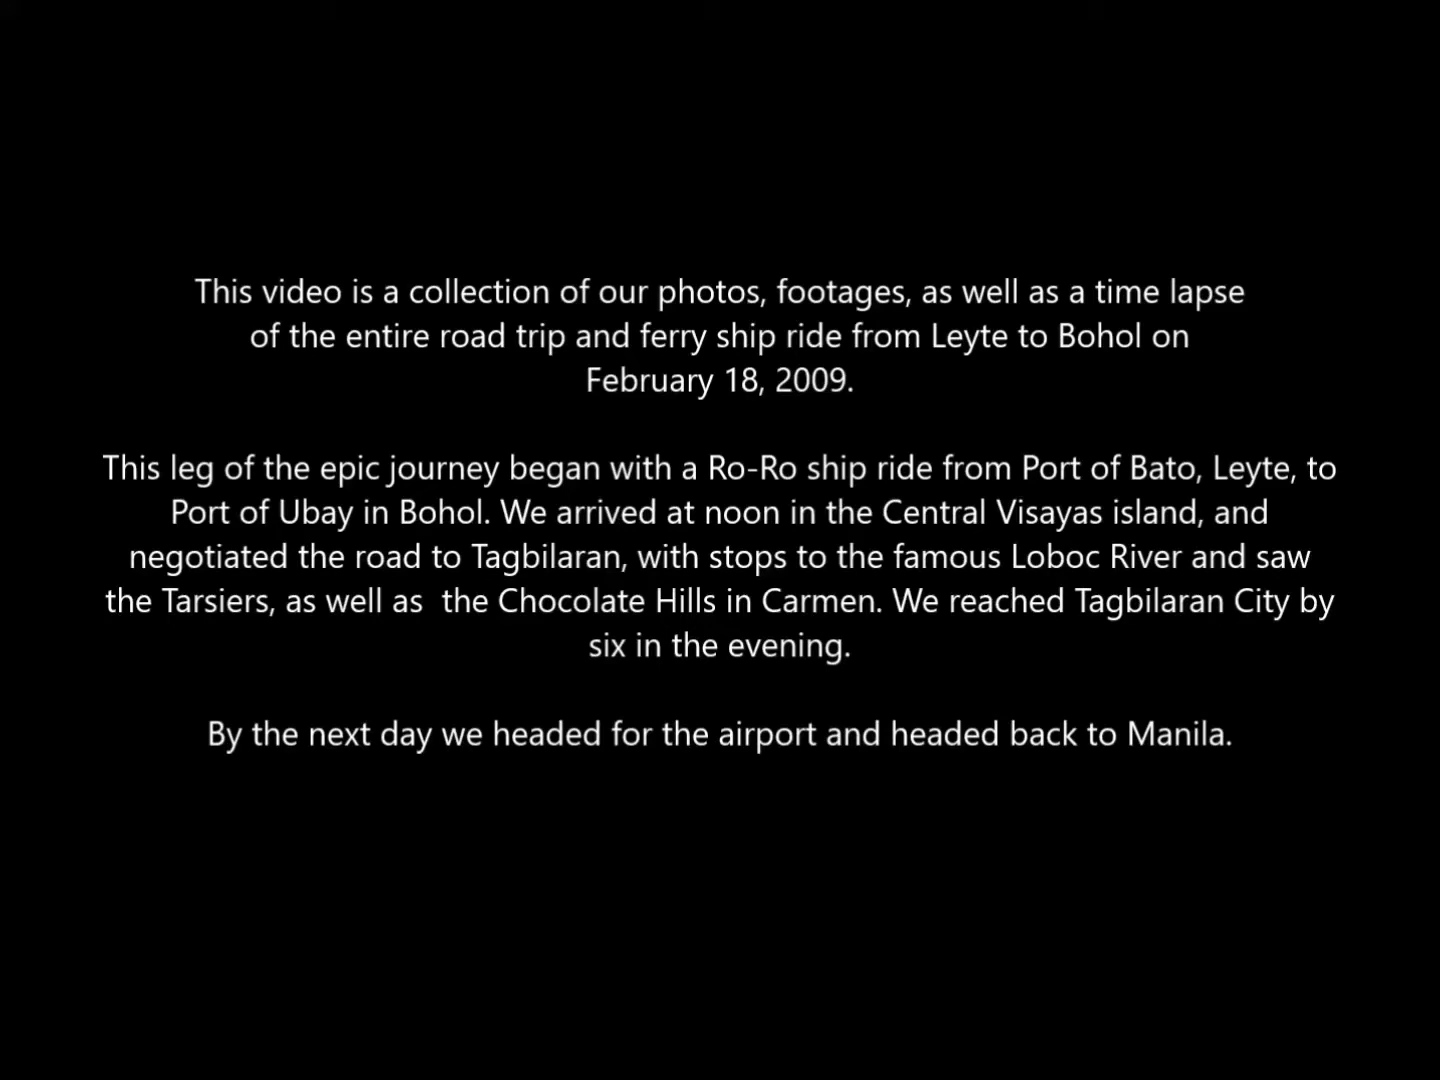 This video is a collection of our photos, footages, as well as a time lapse
of the entire road trip and ferry ship ride from Leyte to Bohol on
February 18, 2009.
This leg of the epic journey began with a Ro-Ro ship ride from Port of Bato, Leyte, to
Port of Ubay in Bohol. We arrived at noon in the Central Visayas island, and
negotiated the road to Tagbilaran, with stops to the famous Loboc River and saw
the Tarsiers, as well as  the Chocolate Hills in Carmen. We reached Tagbilaran City by
six in the evening.
By the next day we headed for the airport and headed back to Manila.